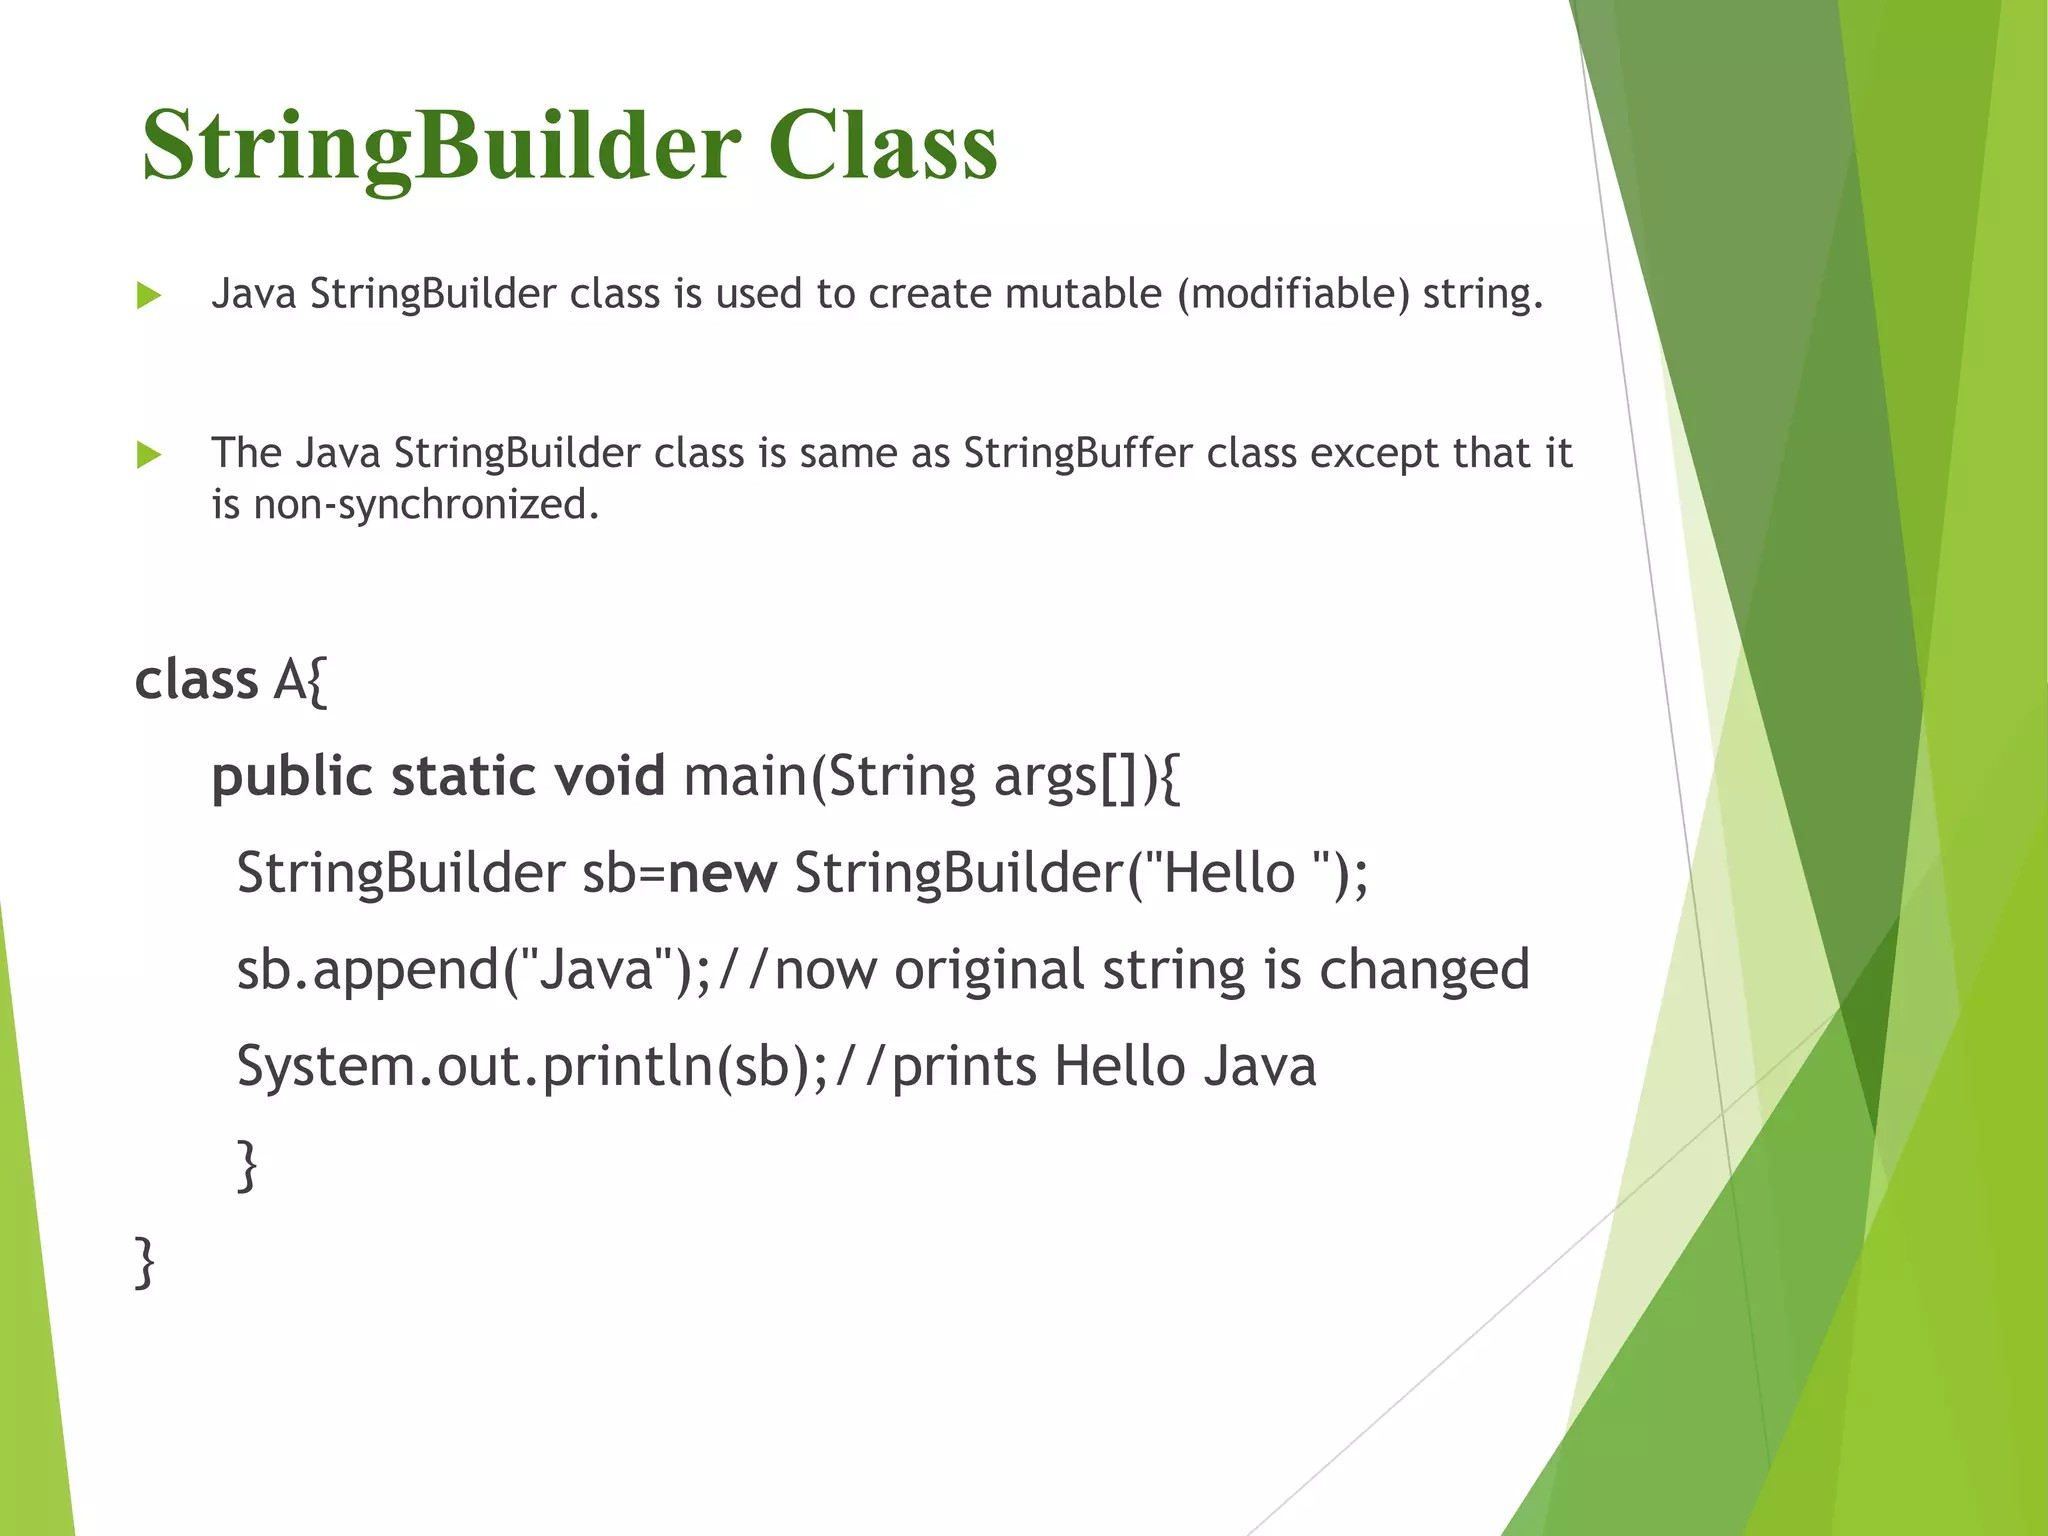 StringBuilder Class
Java StringBuilder class is used to create mutable (modifiable) string.
The Java StringBuilder class is same as StringBuffer class except that it
is non-synchronized.
class A{
public static void main(String args[]){
StringBuilder sb=new StringBuilder("Hello ");
sb.append("Java");//now original string is changed
System.out.println(sb);//prints Hello Java
}
}